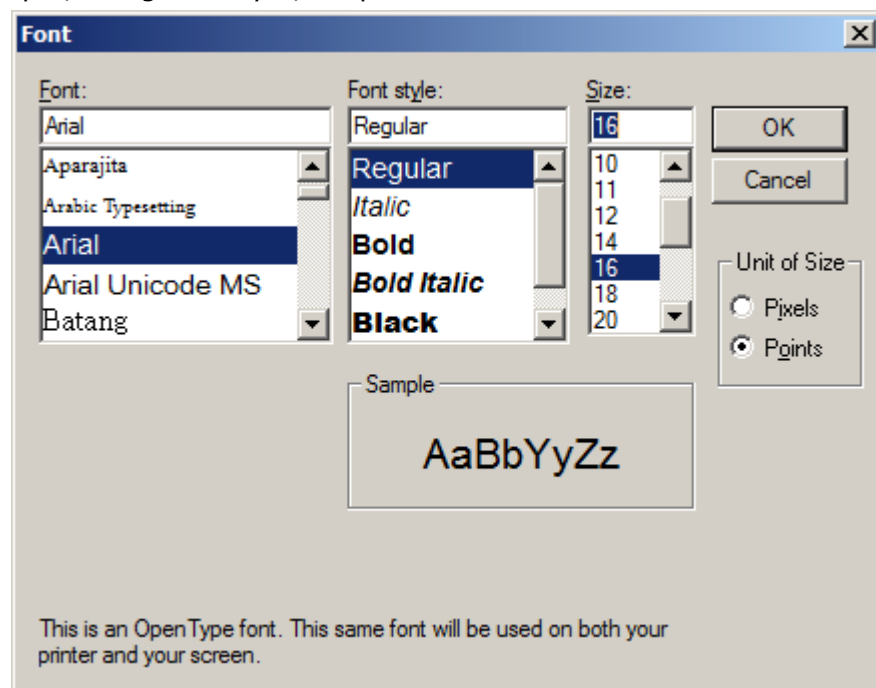 Font
Font:
Font style:
Size:
Arial
Regular
16
OK
Aparajita
Arabic Typesetting
Arial
Arial Unicode MS
Batang
Regular
Italic
Bold
Bold Italic
Black
10
11
12
14
16
18
20
Cancel
Unit of Size
Pixels
Points
Sample
AaBbYyZz
This is an OpenType font. This same font will be used on both your
printer and your screen.